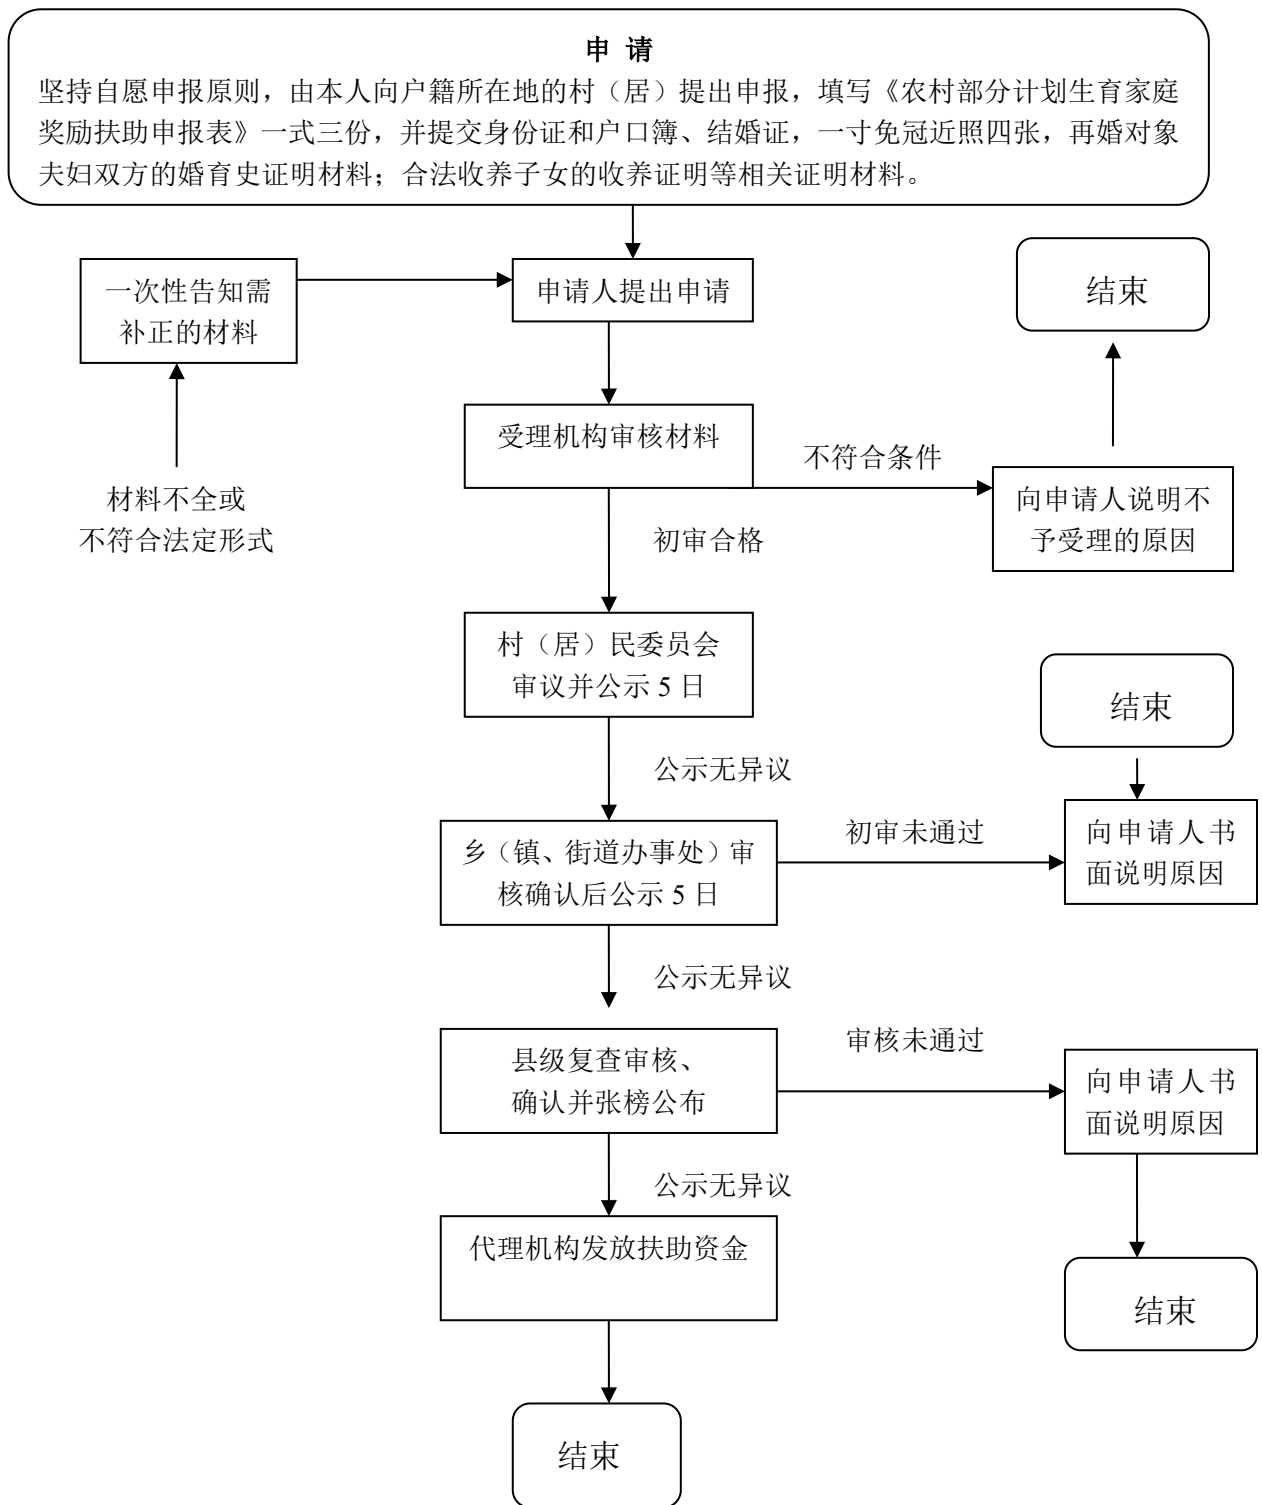 申 请
坚持自愿申报原则，由本人向户籍所在地的村（居）提出申报，填写《农村部分计划生育家庭
奖励扶助申报表》一式三份，并提交身份证和户口簿、结婚证，一寸免冠近照四张，再婚对象
夫妇双方的婚育史证明材料；合法收养子女的收养证明等相关证明材料。
一次性告知需
补正的材料
申请人提出申请
结束
受理机构审核材料
不符合条件
材料不全或
不符合法定形式
向申请人说明不
予受理的原因
初审合格
村（居）民委员会
审议并公示 5 日
结束
公示无异议
乡（镇、街道办事处）审
核确认后公示 5 日
初审未通过
向申请人书
面说明原因
公示无异议
县级复查审核、
确认并张榜公布
审核未通过
向申请人书
面说明原因
公示无异议
代理机构发放扶助资金
结束
结束